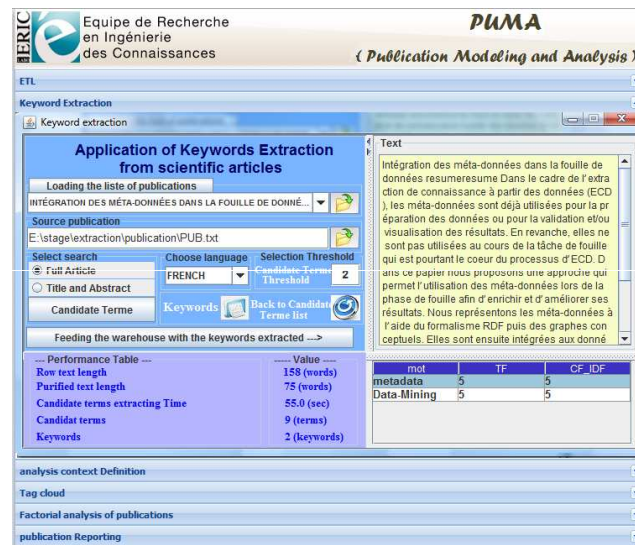 ERIC
Equipe de Recherche
en Ingénierie
des Connaissances
PUMA
( Publication Modeling and Analysis )
ETL
Keyword Extraction
Keyword extraction
Application of Keywords Extraction
from scientific articles
Loading the liste of publications
INTÉGRATION DES MÉTA-DONNÉES DANS LA FOUILLE DE DONNÉ...
Source publication
E:\stage\extraction\publication\PUB.txt
Select search
Choose language
Selection Threshold
Full Article
Title and Abstract
FRENCH
Candidate Terme
Threshold
2
Candidate Terme
Keywords
Back to Candidate
Terme list
Feeding the warehouse with the keywords extracted --->
--- Performance Table ---
----- Value ----
Row text length
158 (words)
Purified text length
75 (words)
Candidate terms extracting Time
55.0 (sec)
Candidat terms
9 (terms)
Keywords
2 (keywords)
Text
Intégration des méta-données dans la fouille de
données resumeresume Dans le cadre de l'extra
ction de connaissance à partir des données (ECD
), les méta-données sont déjà utilisées pour la pr
éparation des données ou pour la validation et/ou
visualisation des résultats. En revanche, elles ne
sont pas utilisées au cours de la tâche de fouille
qui est pourtant le coeur du processus d'ECD. D
ans ce papier nous proposons une approche qui
permet l'utilisation des méta-données lors de la
phase de fouille afin d'enrichir et d'améliorer ses
résultats. Nous représentons les méta-données à
l'aide du formalisme RDF puis des graphes con
ceptuels. Elles sont ensuite intégrées aux donné
mot TF CF_IDF
metadata 5 5
Data-Mining 5 5
analysis context Definition
Tag cloud
Factorial analysis of publications
publication Reporting